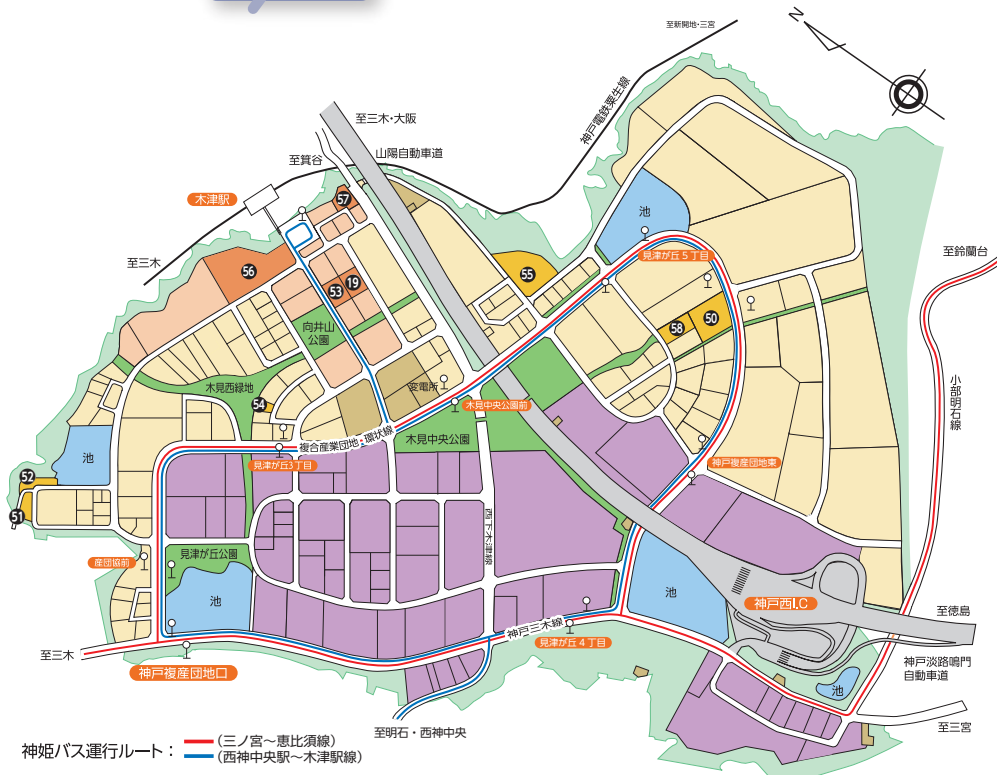 至新開地・三宮
N
神戸電鉄粟生線
至三木・大阪
山陽自動車道
至箕谷
木津駅
57
池
至三木
56
53
19
55
見津が丘5丁目
至鈴蘭台
向井山
公園
58
50
小部明石線
木見西緑地
変電所
54
木見中央公園前
複合産業団地・環状線
木見中央公園
池
見津が丘3丁目
神戸複産団地東
52
51
西下木津線
産団協前
見津が丘公園
池
池
神戸西I.C
至徳島
神戸三木線
見津が丘4丁目
至三木
神戸複産団地口
神戸淡路鳴門
自動車道
池
至明石・西神中央
至三宮
神姫バス運行ルート：
(三ノ宮～恵比須線)
(西神中央駅～木津駅線)